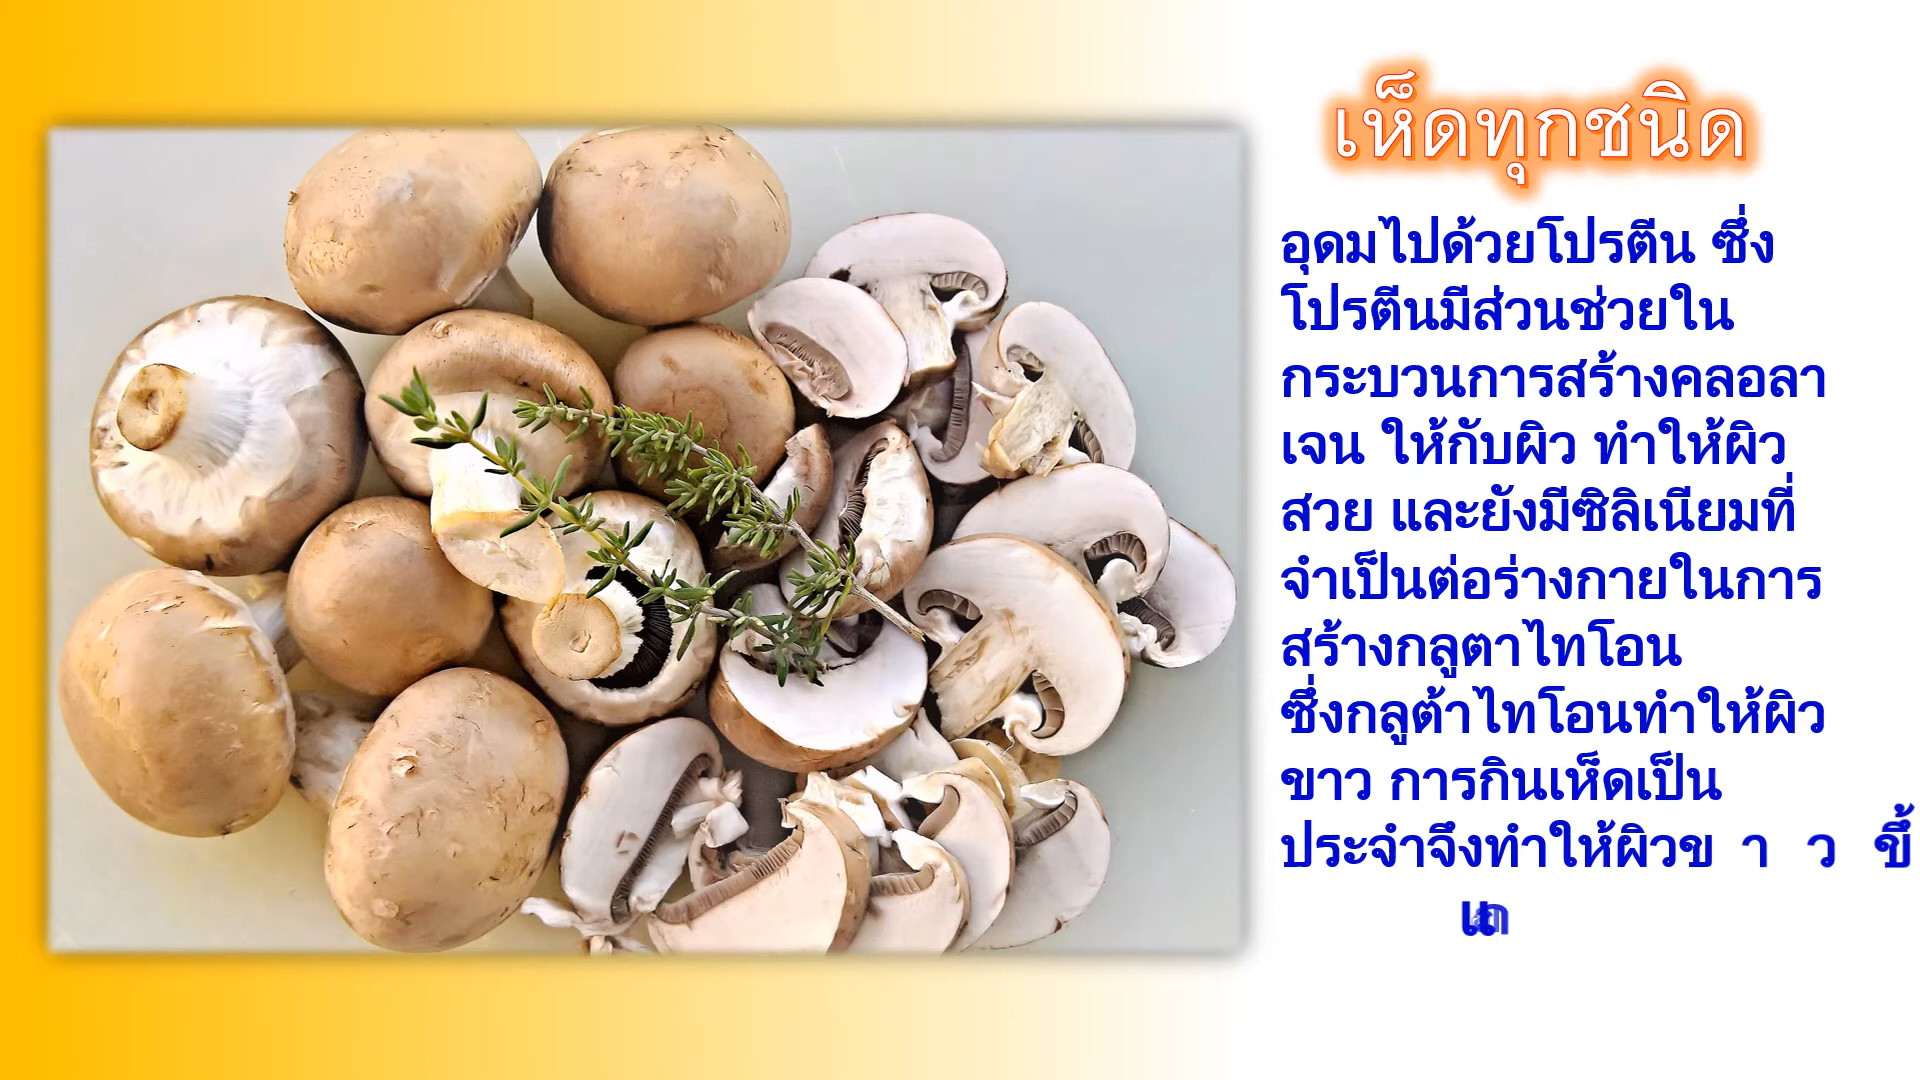 เห็ดทุกชนิด
อุดมไปด้วยโปรตีน ซึ่ง
โปรตีนมีส่วนช่วยใน
กระบวนการสร้างคลอลา
เจน ให้กับผิว ทำให้ผิว
สวย และยังมีซิลิเนียมที่
จำเป็นต่อร่างกายในการ
สร้างกลูตาไทโอน
ซึ่งกลูต้าไทโอนทำให้ผิว
ขาว การกินเห็ดเป็น
ประจำจึงทำให้ผิวข า ว ขึ้